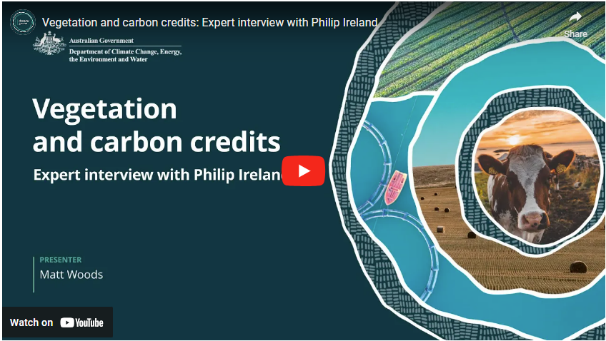 Vegetation and carbon credits: Expert interview with Philip Ireland
Share
Australian Government
Department of Climate Change, Energy,
the Environment and Water
Vegetation
and carbon credits
Expert interview with Philip Ireland
PRESENTER
Matt Woods
Watch on YouTube